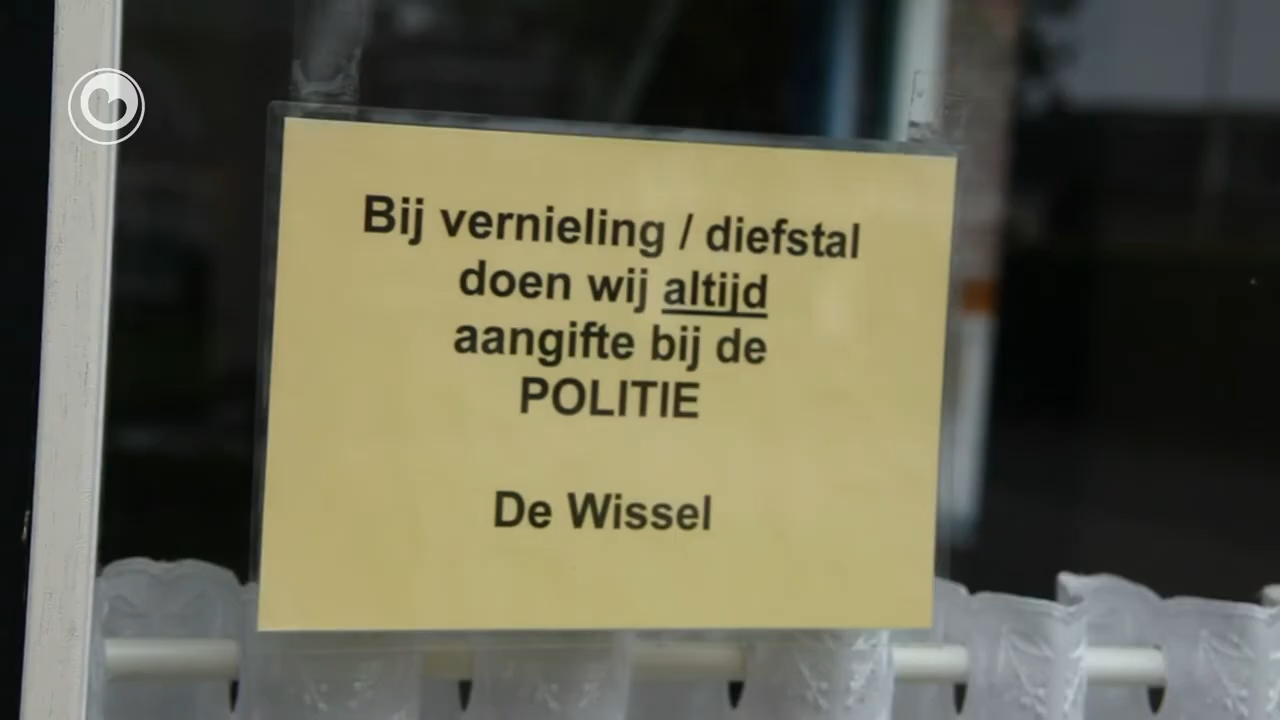 Bij vernieling / diefstal
doen wij altijd
aangifte bij de
POLITIE
De Wissel